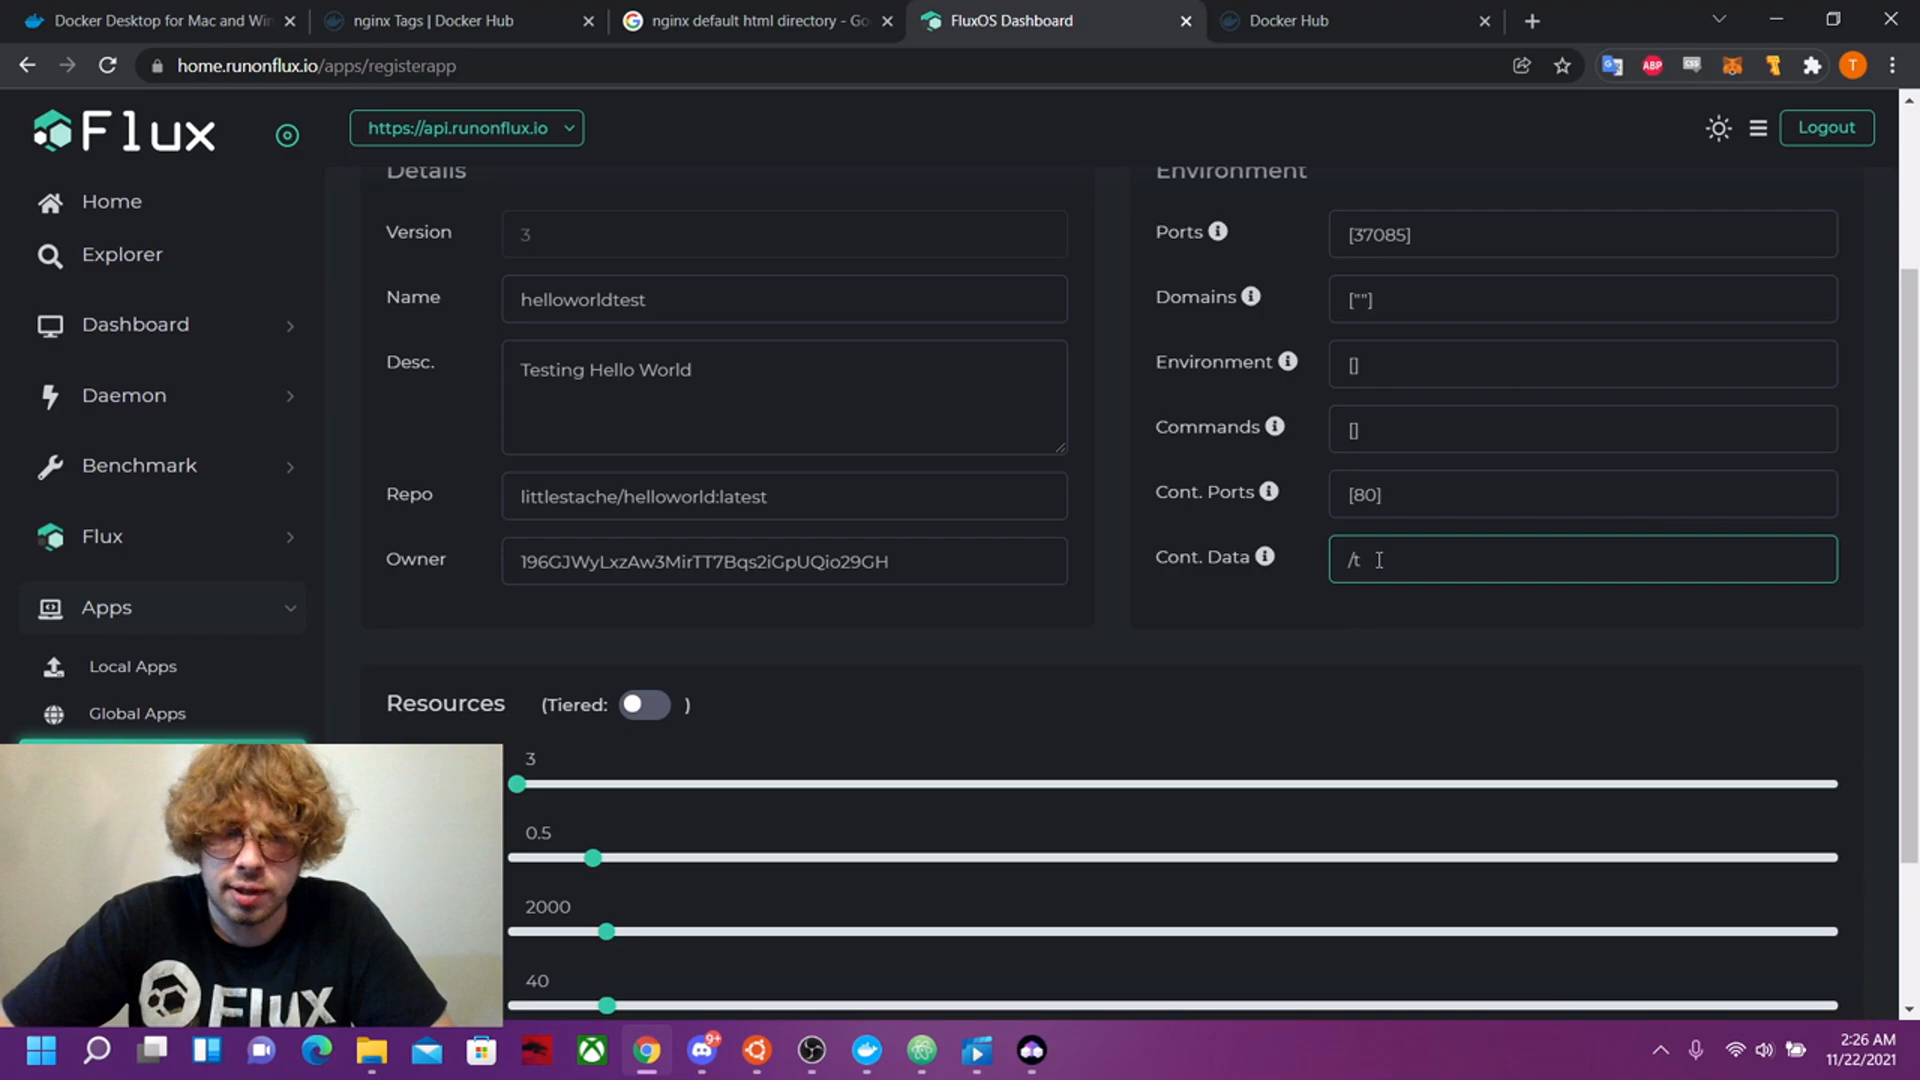 Docker Desktop for Mac and Win
nginx Tags | Docker Hub
nginx default html directory - Go
FluxOS Dashboard
Docker Hub
home.runonflux.io/apps/registerapp
ABP
CSS
T
Flux
https://api.runonflux.io
Logout
Home
Explorer
Dashboard
Daemon
Benchmark
Flux
Apps
Local Apps
Global Apps
Details
Version
3
Name
helloworldtest
Desc.
Testing Hello World
Repo
littlestache/helloworld:latest
Owner
196GJWyLxzAw3MirTT7Bqs2iGpUQio29GH
Environment
Ports
[37085]
Domains
[""]
Environment
[]
Commands
[]
Cont. Ports
[80]
Cont. Data
/t
Resources (Tiered: )
3
0.5
2000
40
FLUX
9+
2:26 AM
11/22/2021